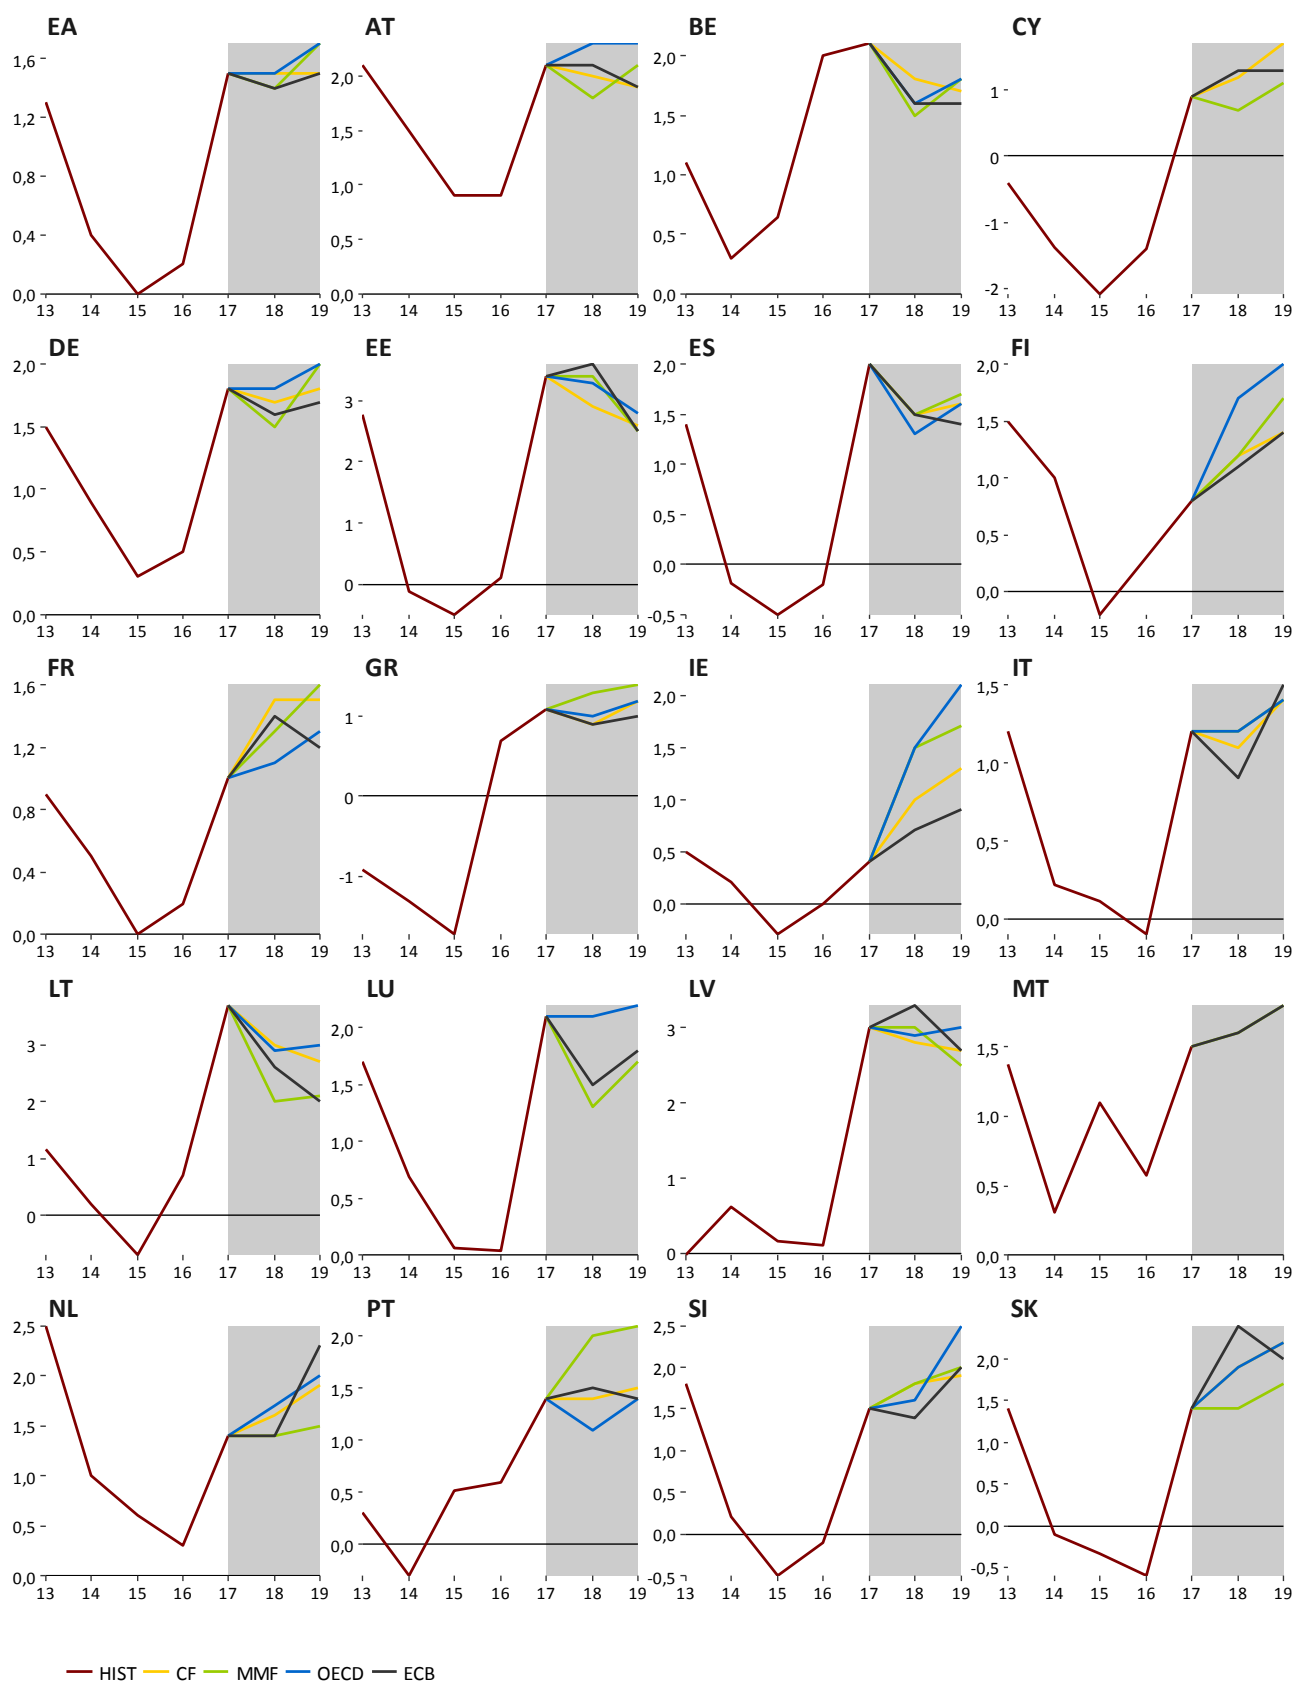 EA AT BE CY
1,6 2,0 2,0 1
1,2 1,5 1,5 0
0,8 1,0 1,0 -1
0,4 0,5 0,5 -2
0,0 0,0 0,0
13 14 15 16 17 18 19 13 14 15 16 17 18 19 13 14 15 16 17 18 19 13 14 15 16 17 18 19
DE EE ES FI
2,0 3 2,0 2,0
1,5 2 1,5 1,5
1,0 1 1,0 1,0
0,5 0 0,5 0,5
0,0 0,0 0,0
-0,5
13 14 15 16 17 18 19 13 14 15 16 17 18 19 13 14 15 16 17 18 19 13 14 15 16 17 18 19
FR GR IE IT
1,6 1 2,0 1,5
1,2 0 1,5 1,0
0,8 -1 1,0 0,5
0,4 0,5 0,0
0,0 0,0
13 14 15 16 17 18 19 13 14 15 16 17 18 19 13 14 15 16 17 18 19 13 14 15 16 17 18 19
LT LU LV MT
3 2,0 3 1,5
2 1,5 2 1,0
1 1,0 1 0,5
0 0,5 0 0,0
0,0
13 14 15 16 17 18 19 13 14 15 16 17 18 19 13 14 15 16 17 18 19 13 14 15 16 17 18 19
NL PT SI SK
2,5 2,0 2,5 2,0
2,0 1,5 2,0 1,5
1,5 1,0 1,5 1,0
1,0 0,5 1,0 0,5
0,5 0,0 0,5 0,0
0,0 0,0 -0,5
-0,5
13 14 15 16 17 18 19 13 14 15 16 17 18 19 13 14 15 16 17 18 19 13 14 15 16 17 18 19
HIST CF MMF OECD ECB